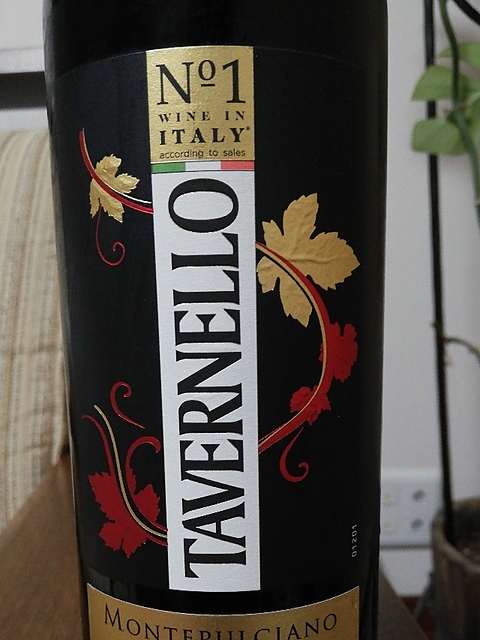 Nº1
WINE IN
ITALY*
according to sales
TAVERNELLO
01201
MONTEPULCIANO